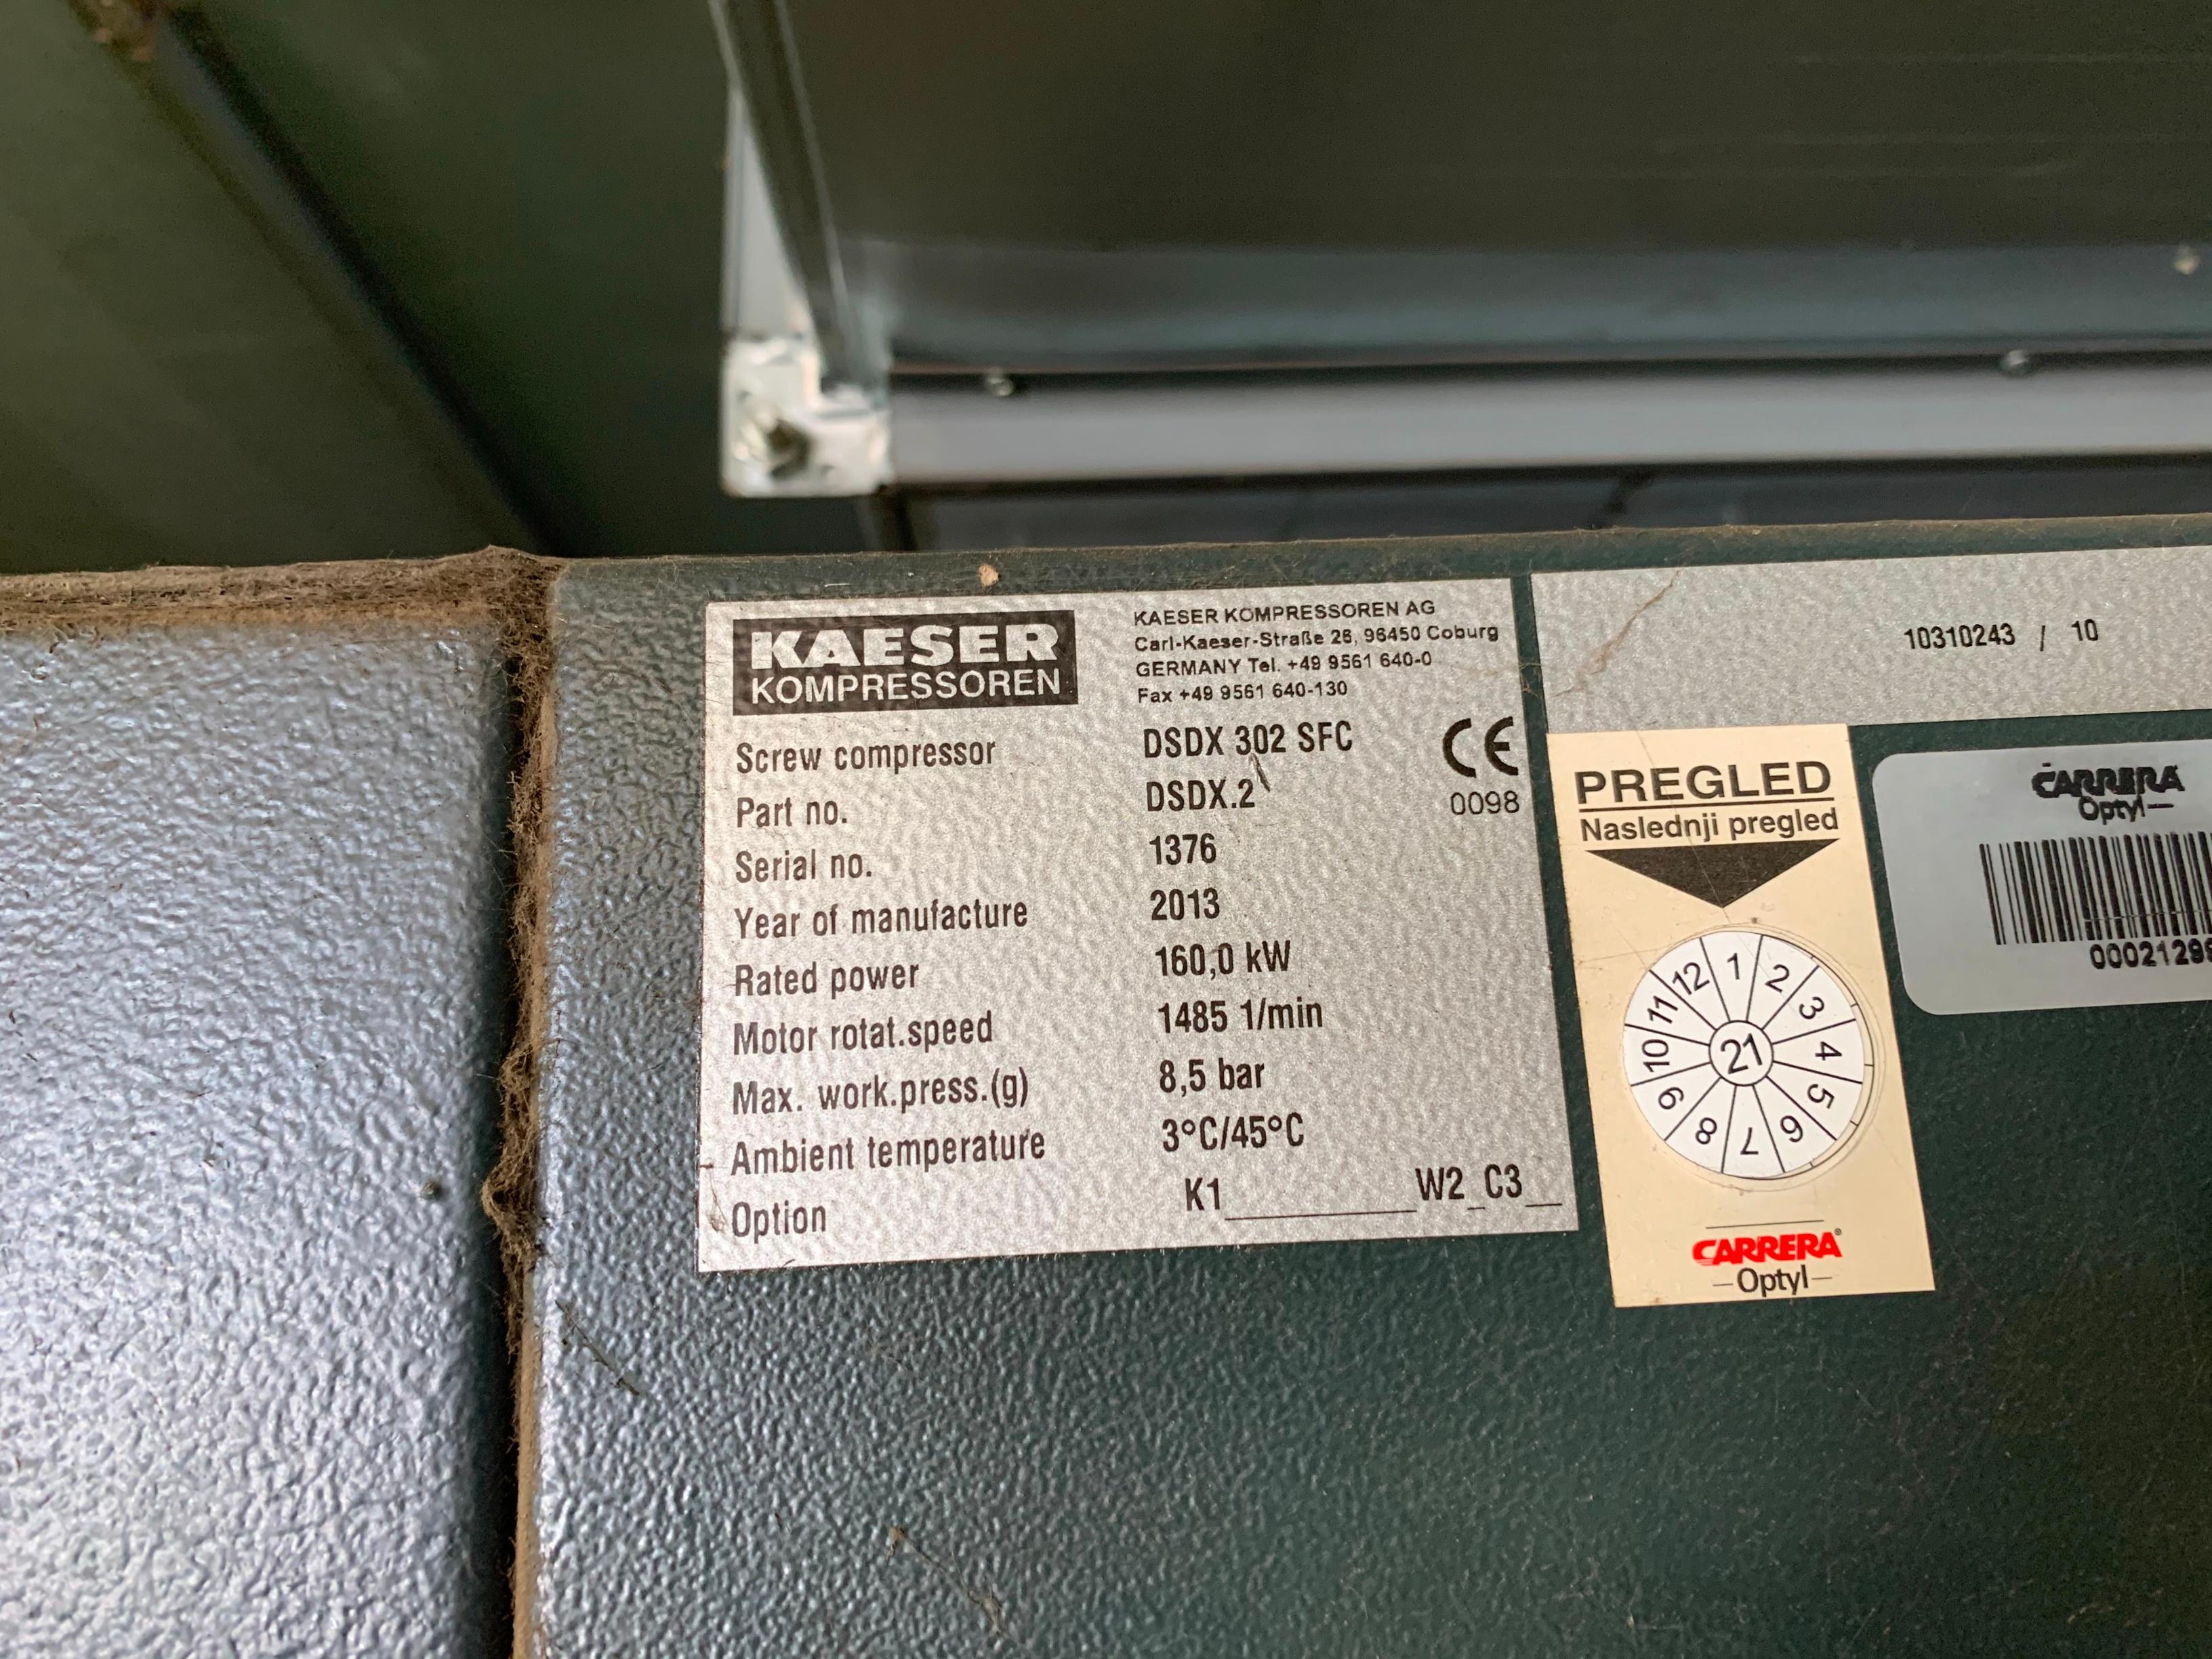 KAESER
KOMPRESSOREN
KAESER KOMPRESSOREN AG
Carl-Kaeser-Straße 26, 96450 Coburg
GERMANY Tel. +49 9561 640-0
Fax +49 9561 640-130
Screw compressor DSDX 302 SFC
CE
Part no. DSDX.2
0098
Serial no. 1376
Year of manufacture 2013
Rated power 160,0 kW
Motor rotat.speed 1485 1/min
Max. work.press.(g) 8,5 bar
Ambient temperature 3°C/45°C
Option K1_________W2_C3__
10310243 / 10
PREGLED
Naslednji pregled
1 2 3 4 5 6 7 8 9 10 11 12
21
CARRERA®
—Optyl—
CARRERA
Optyl—